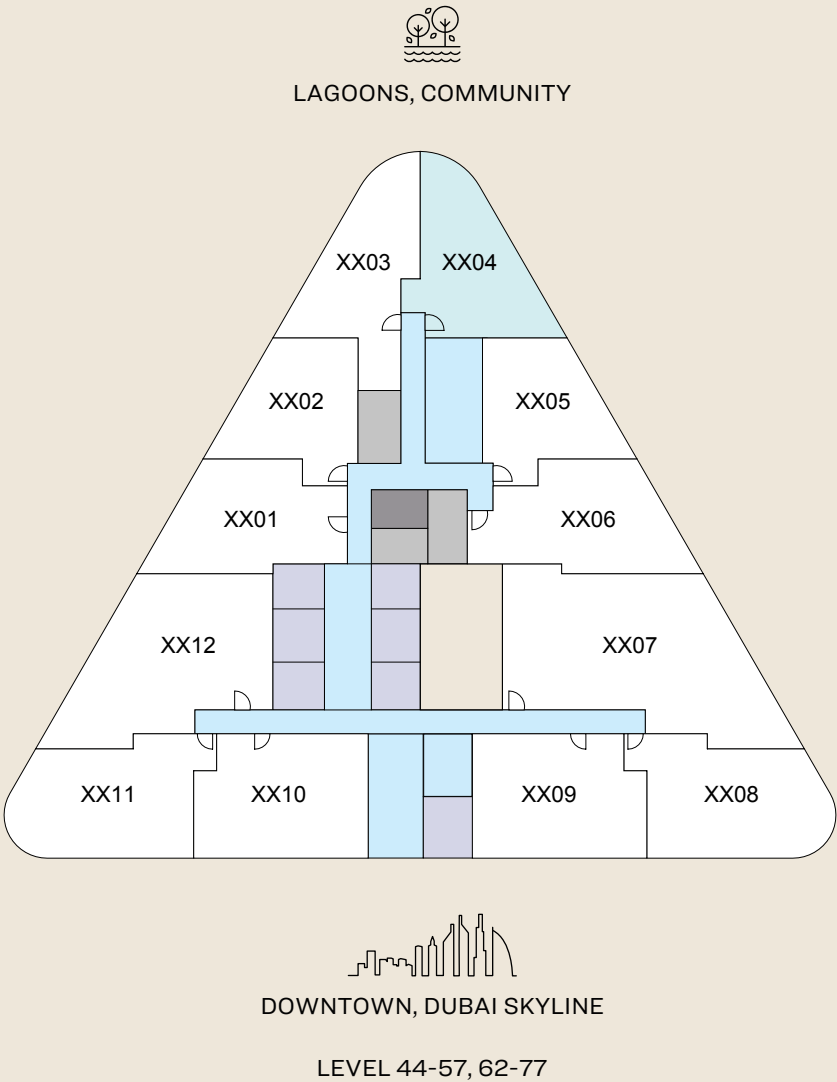 LAGOONS, COMMUNITY
XX03
XX04
XX02
XX05
XX01
XX06
XX12
XX07
XX11
XX10
XX09
XX08
DOWNTOWN, DUBAI SKYLINE
LEVEL 44-57, 62-77